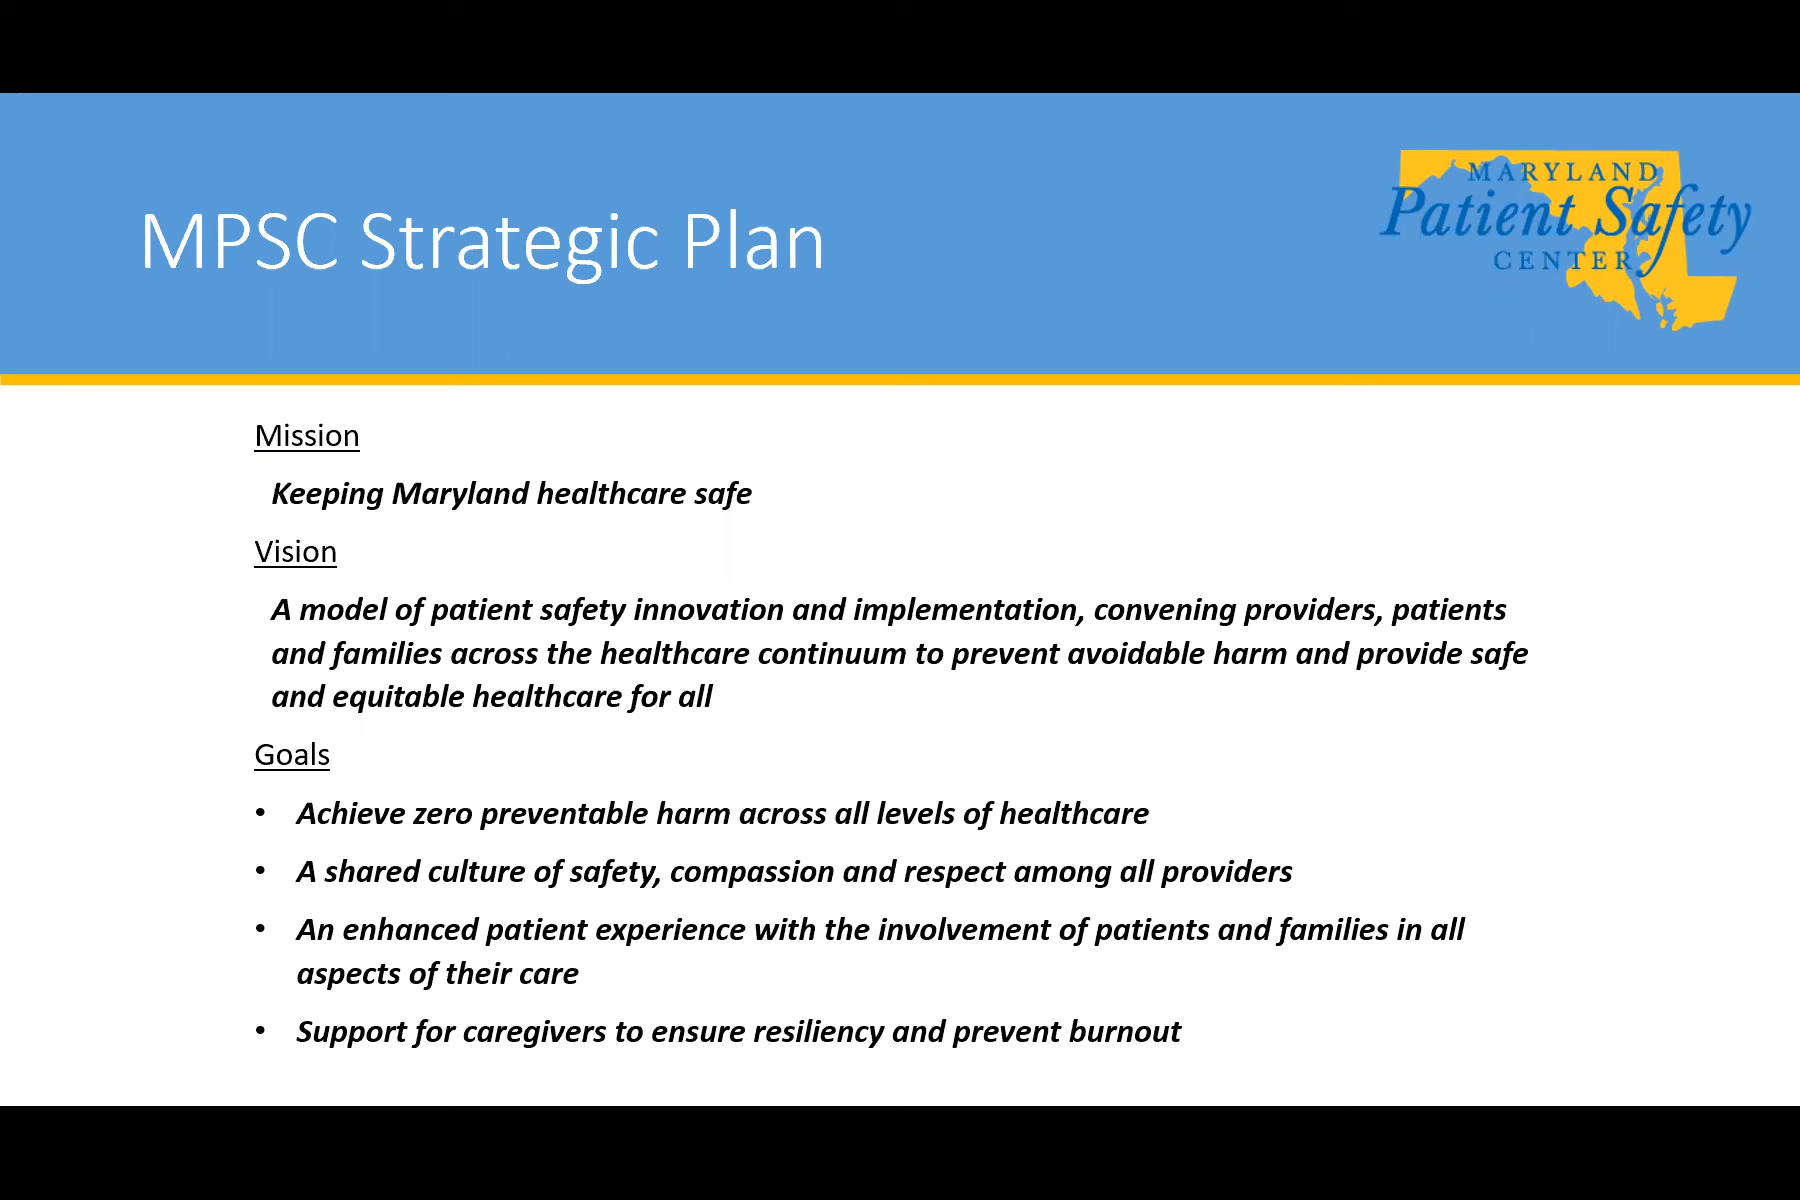 MARYLAND
Patient Safety
CENTER
MPSC Strategic Plan
Mission
Keeping Maryland healthcare safe
Vision
A model of patient safety innovation and implementation, convening providers, patients
and families across the healthcare continuum to prevent avoidable harm and provide safe
and equitable healthcare for all
Goals
• Achieve zero preventable harm across all levels of healthcare
• A shared culture of safety, compassion and respect among all providers
• An enhanced patient experience with the involvement of patients and families in all
aspects of their care
• Support for caregivers to ensure resiliency and prevent burnout